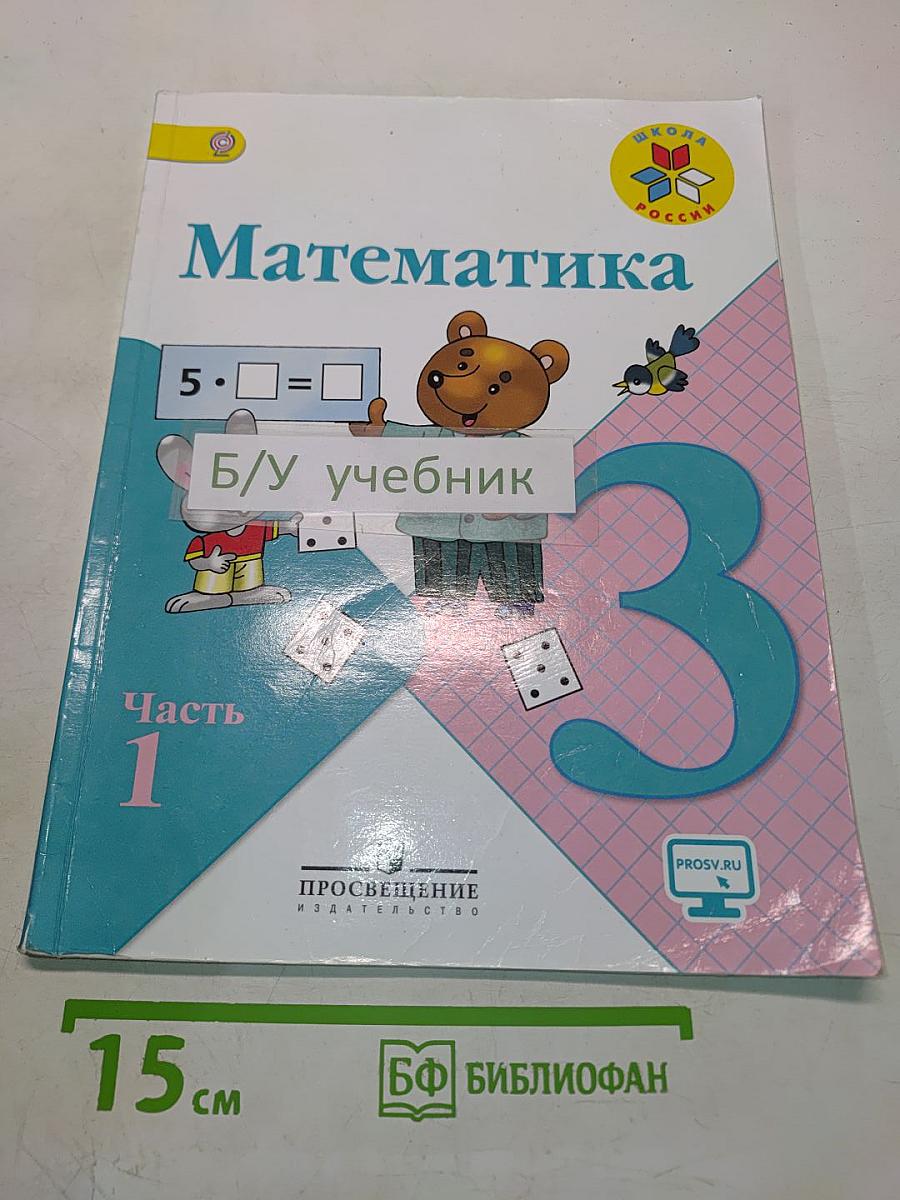 ШКОЛА
РОССИИ
Математика
5 · □ = □
Б/У учебник
3
Часть
1
PROSV.RU
ПРОСВЕЩЕНИЕ
ИЗДАТЕЛЬСТВО
15 см
БФ БИБЛИОФАН